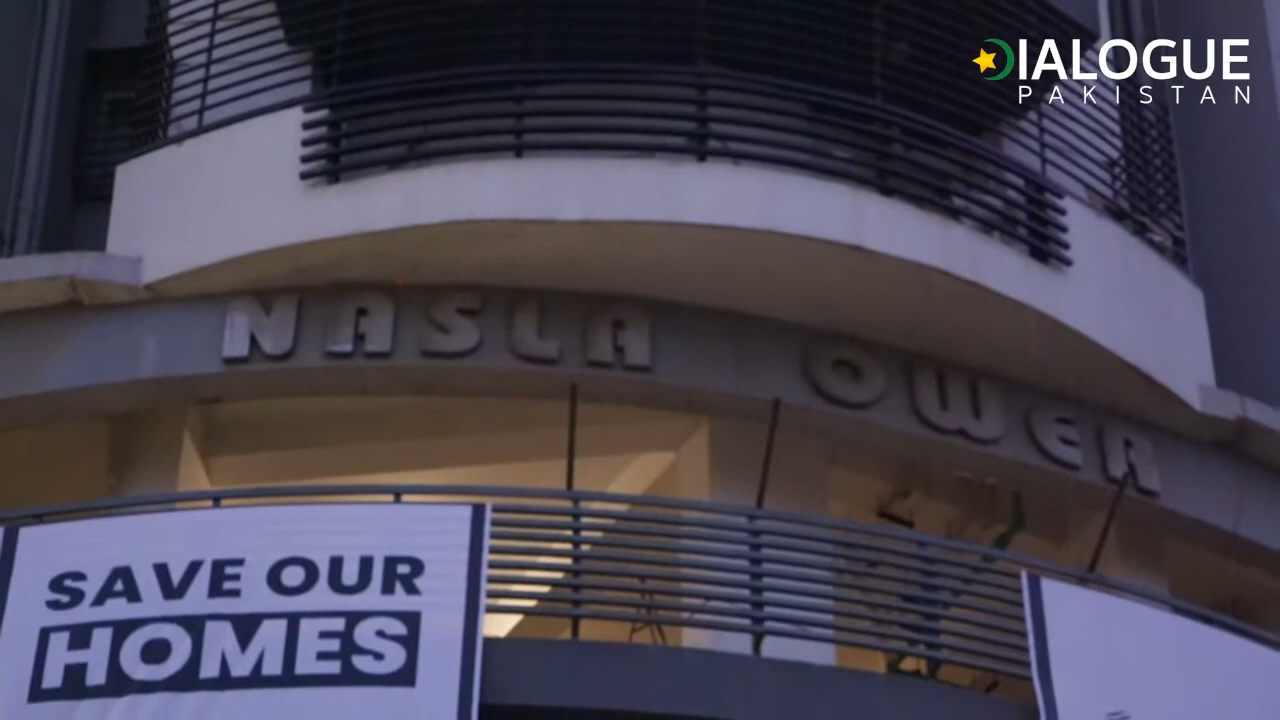 DIALOGUE
PAKISTAN
NASLA OWER
SAVE OUR
HOMES